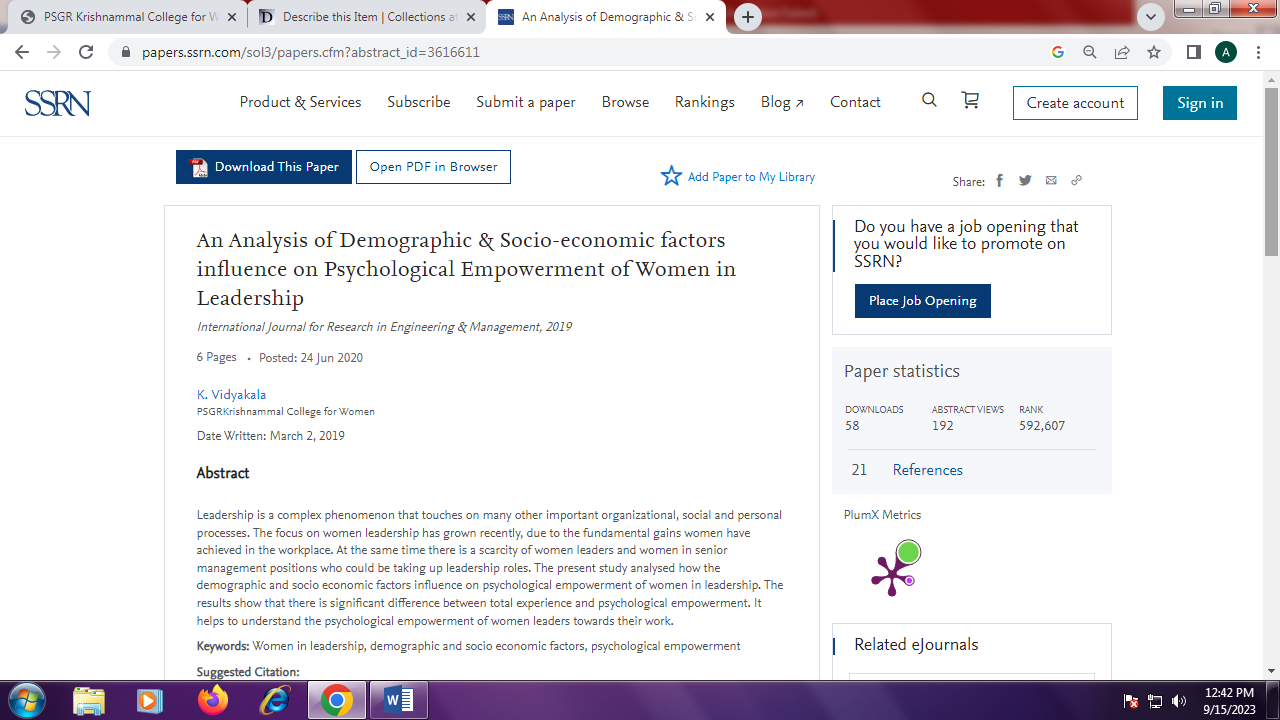 PSGR Krishnammal College for W
Describe this Item | Collections at
An Analysis of Demographic & So
papers.ssrn.com/sol3/papers.cfm?abstract_id=3616611
A
SSRN
Product & Services
Subscribe
Submit a paper
Browse
Rankings
Blog ↗
Contact
Create account
Sign in
Download This Paper
Open PDF in Browser
Add Paper to My Library
Share:
An Analysis of Demographic & Socio-economic factors
influence on Psychological Empowerment of Women in
Leadership
International Journal for Research in Engineering & Management, 2019
6 Pages • Posted: 24 Jun 2020
K. Vidyakala
PSGRKrishnammal College for Women
Date Written: March 2, 2019
Abstract
Leadership is a complex phenomenon that touches on many other important organizational, social and personal
processes. The focus on women leadership has grown recently, due to the fundamental gains women have
achieved in the workplace. At the same time there is a scarcity of women leaders and women in senior
management positions who could be taking up leadership roles. The present study analysed how the
demographic and socio economic factors influence on psychological empowerment of women in leadership. The
results show that there is significant difference between total experience and psychological empowerment. It
helps to understand the psychological empowerment of women leaders towards their work.
Keywords: Women in leadership, demographic and socio economic factors, psychological empowerment
Suggested Citation:
Do you have a job opening that
you would like to promote on
SSRN?
Place Job Opening
Paper statistics
DOWNLOADS
58
ABSTRACT VIEWS
192
RANK
592,607
21 References
PlumX Metrics
Related eJournals
12:42 PM
9/15/2023